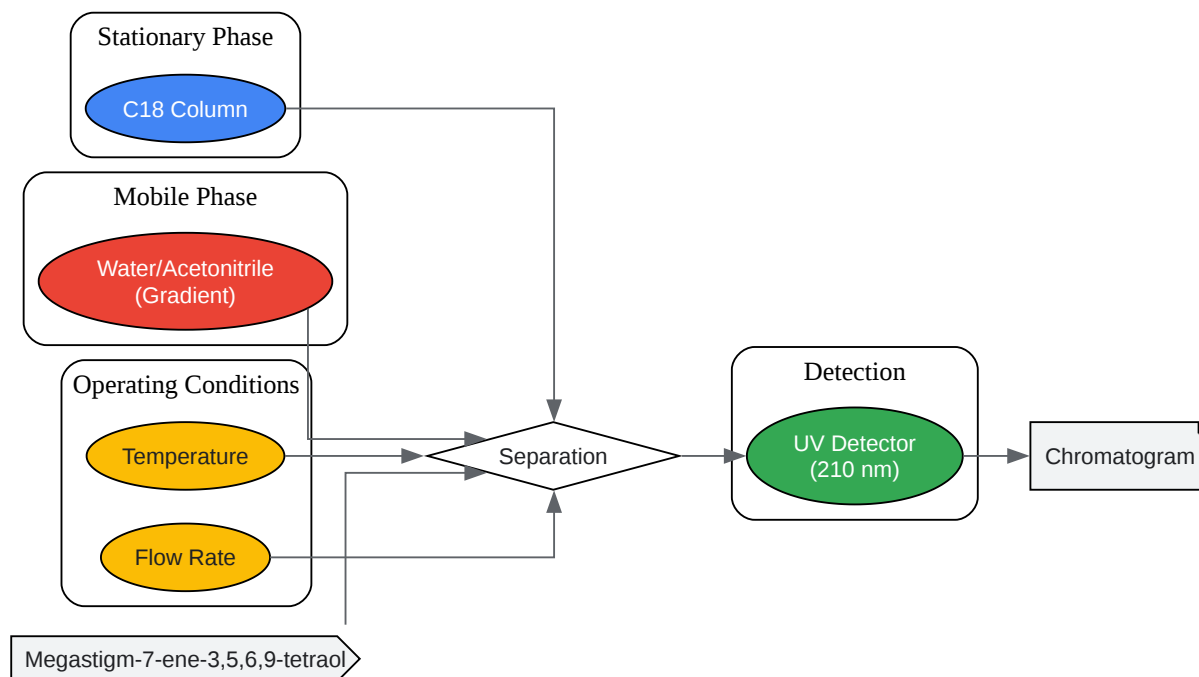 Stationary Phase
C18 Column
Mobile Phase
Water/Acetonitrile
(Gradient)
Operating Conditions
Temperature
Flow Rate
Megastigm-7-ene-3,5,6,9-tetraol
Separation
Detection
UV Detector
(210 nm)
Chromatogram